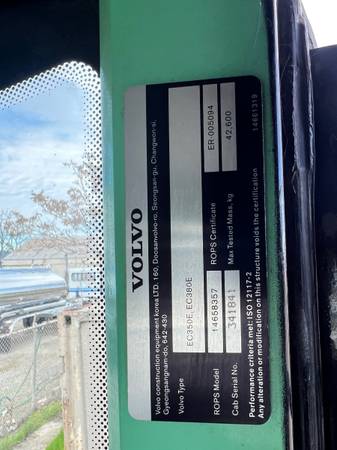 VOLVO
Volvo construction equipment korea LTD. 160, Doosanvolvo-ro, Seongsan-gu, Changwon-si,
Gyeongsangnam-do, 642-430
Volvo Type EC350E, EC380E
ROPS Model 14658357 ROPS Certificate ER-005094
Cab Serial No. 341841 Max Tested Mass, kg 42,600
Performance criteria met: ISO 12117-2
Any alteration or modification on this structure voids the certification
14661319